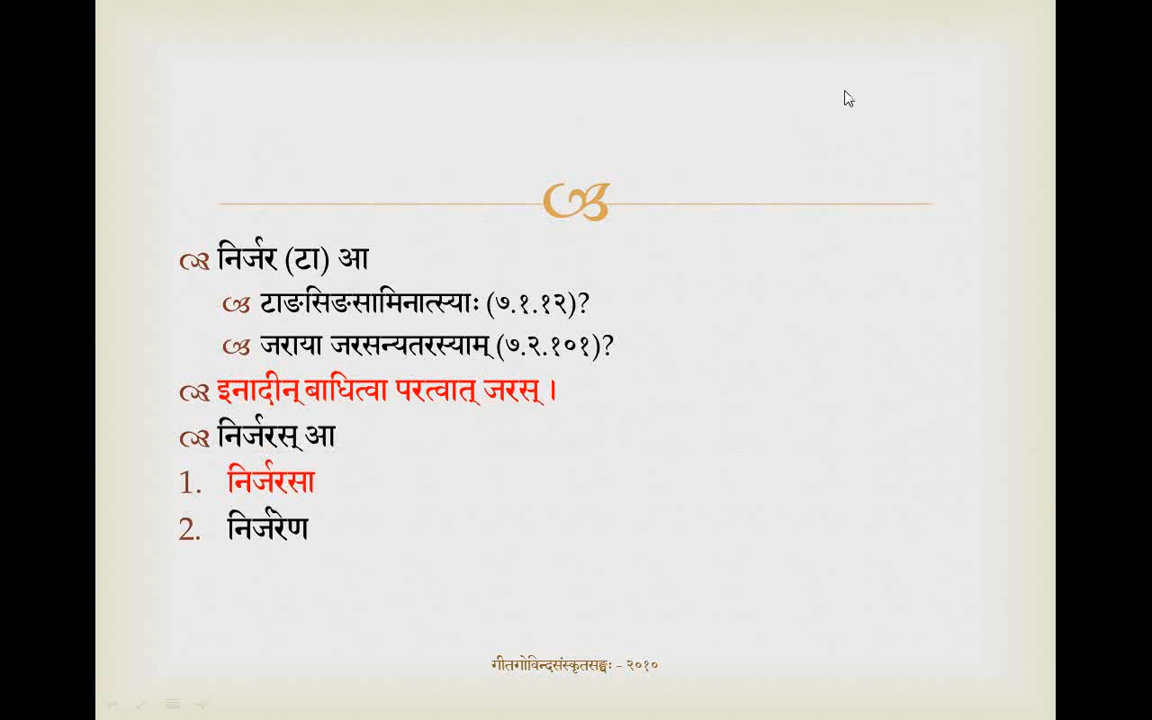 निर्जर (टा) आ
टाङसिङसामिनात्स्याः (७.१.१२)?
जराया जरसन्यतरस्याम् (७.२.१०१)?
इनादीन् बाधित्वा परत्वात् जरस् ।
निर्जरस् आ
1. निर्जरसा
2. निर्जरेण
गीतगोविन्दसंस्कृतसङ्घः - २०१०